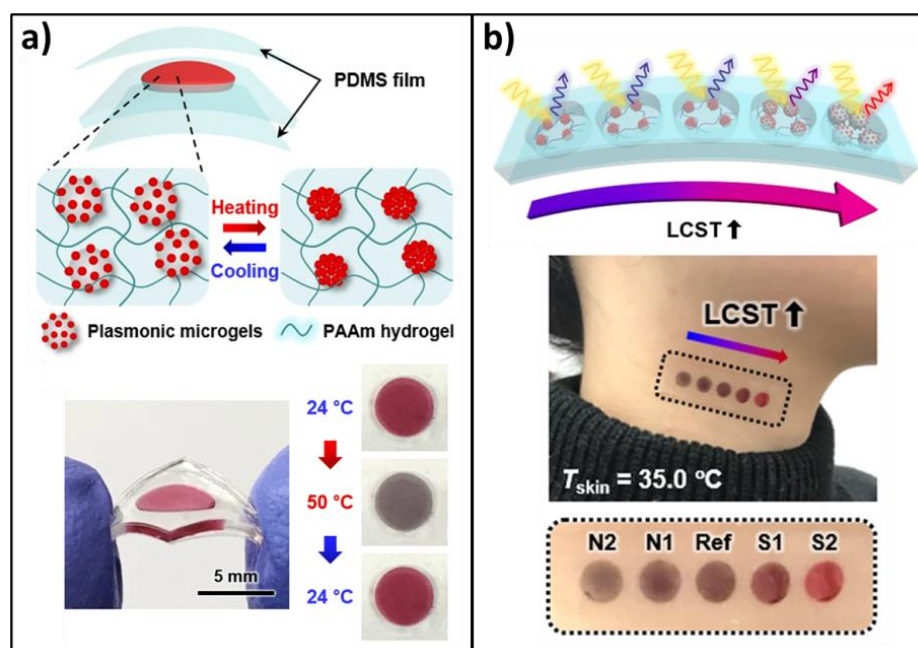 a)
PDMS film
Heating
Cooling
Plasmonic microgels
PAAm hydrogel
24 °C
50 °C
24 °C
5 mm
b)
LCST ↑
LCST ↑
Tskin = 35.0 °C
N2 N1 Ref S1 S2